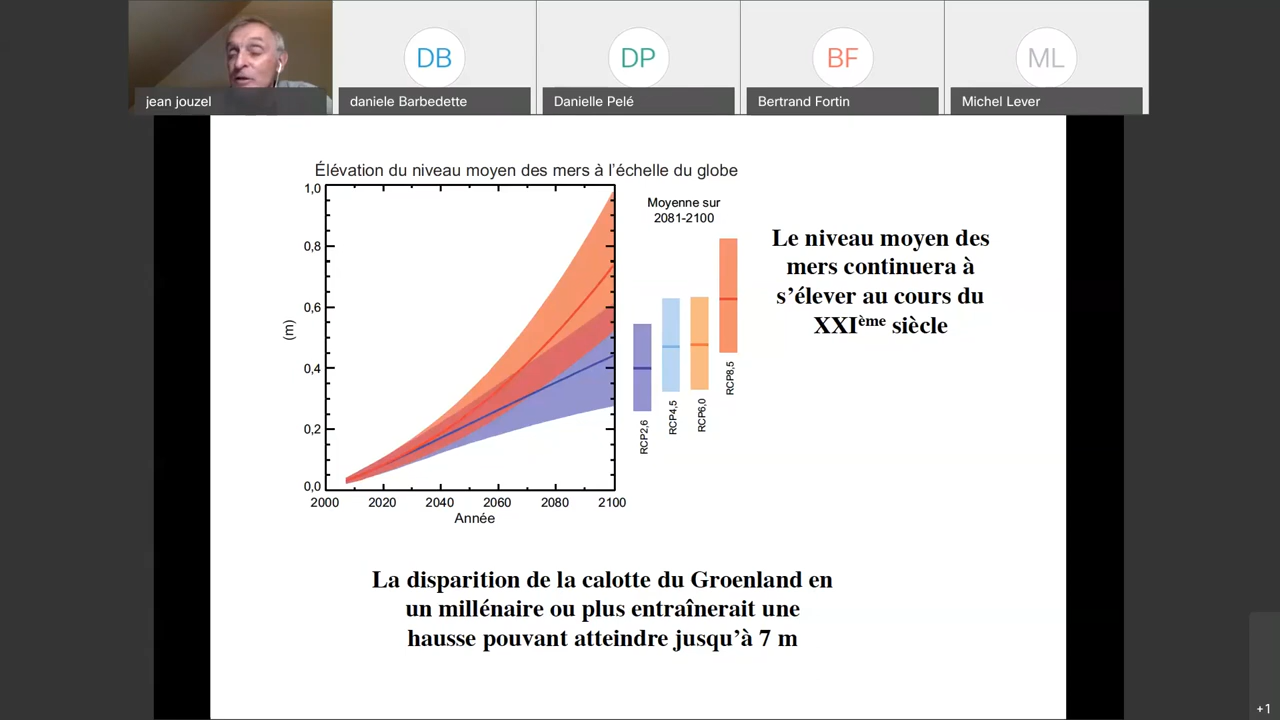 DB
DP
BF
ML
jean jouzel
daniele Barbedette
Danielle Pelé
Bertrand Fortin
Michel Lever
Élévation du niveau moyen des mers à l’échelle du globe
1,0
0,8
0,6
0,4
0,2
0,0
(m)
2000 2020 2040 2060 2080 2100
Année
Moyenne sur
2081-2100
RCP2,6
RCP4,5
RCP6,0
RCP8,5
Le niveau moyen des
mers continuera à
s’élever au cours du
XXIème siècle
La disparition de la calotte du Groenland en
un millénaire ou plus entraînerait une
hausse pouvant atteindre jusqu’à 7 m
+1